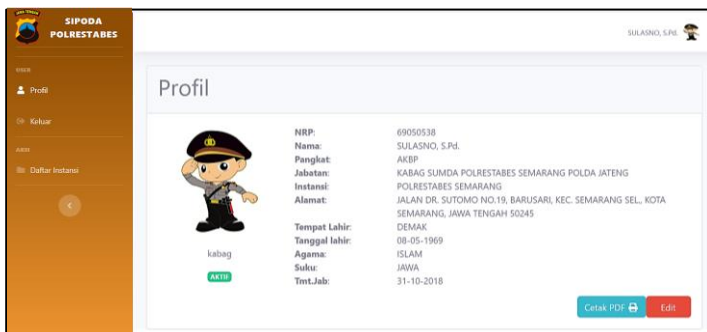 SIPODA
POLRESTABES
SULASNO, S.Pd.
USER
Profil
Keluar
Daftar Instansi
Profil
NRP: 69050538
Nama: SULASNO, S.Pd.
Pangkat: AKBP
Jabatan: KABAG SUMDA POLRESTABES SEMARANG POLDA JATENG
Instansi: POLRESTABES SEMARANG
Alamat: JALAN DR. SUTOMO NO.19, BARUSARI, KEC. SEMARANG SEL., KOTA
SEMARANG, JAWA TENGAH 50245
Tempat Lahir: DEMAK
Tanggal lahir: 08-05-1969
Agama: ISLAM
Suku: JAWA
Tmt.Jab: 31-10-2018
kabag
AKTIF
Cetak PDF
Edit